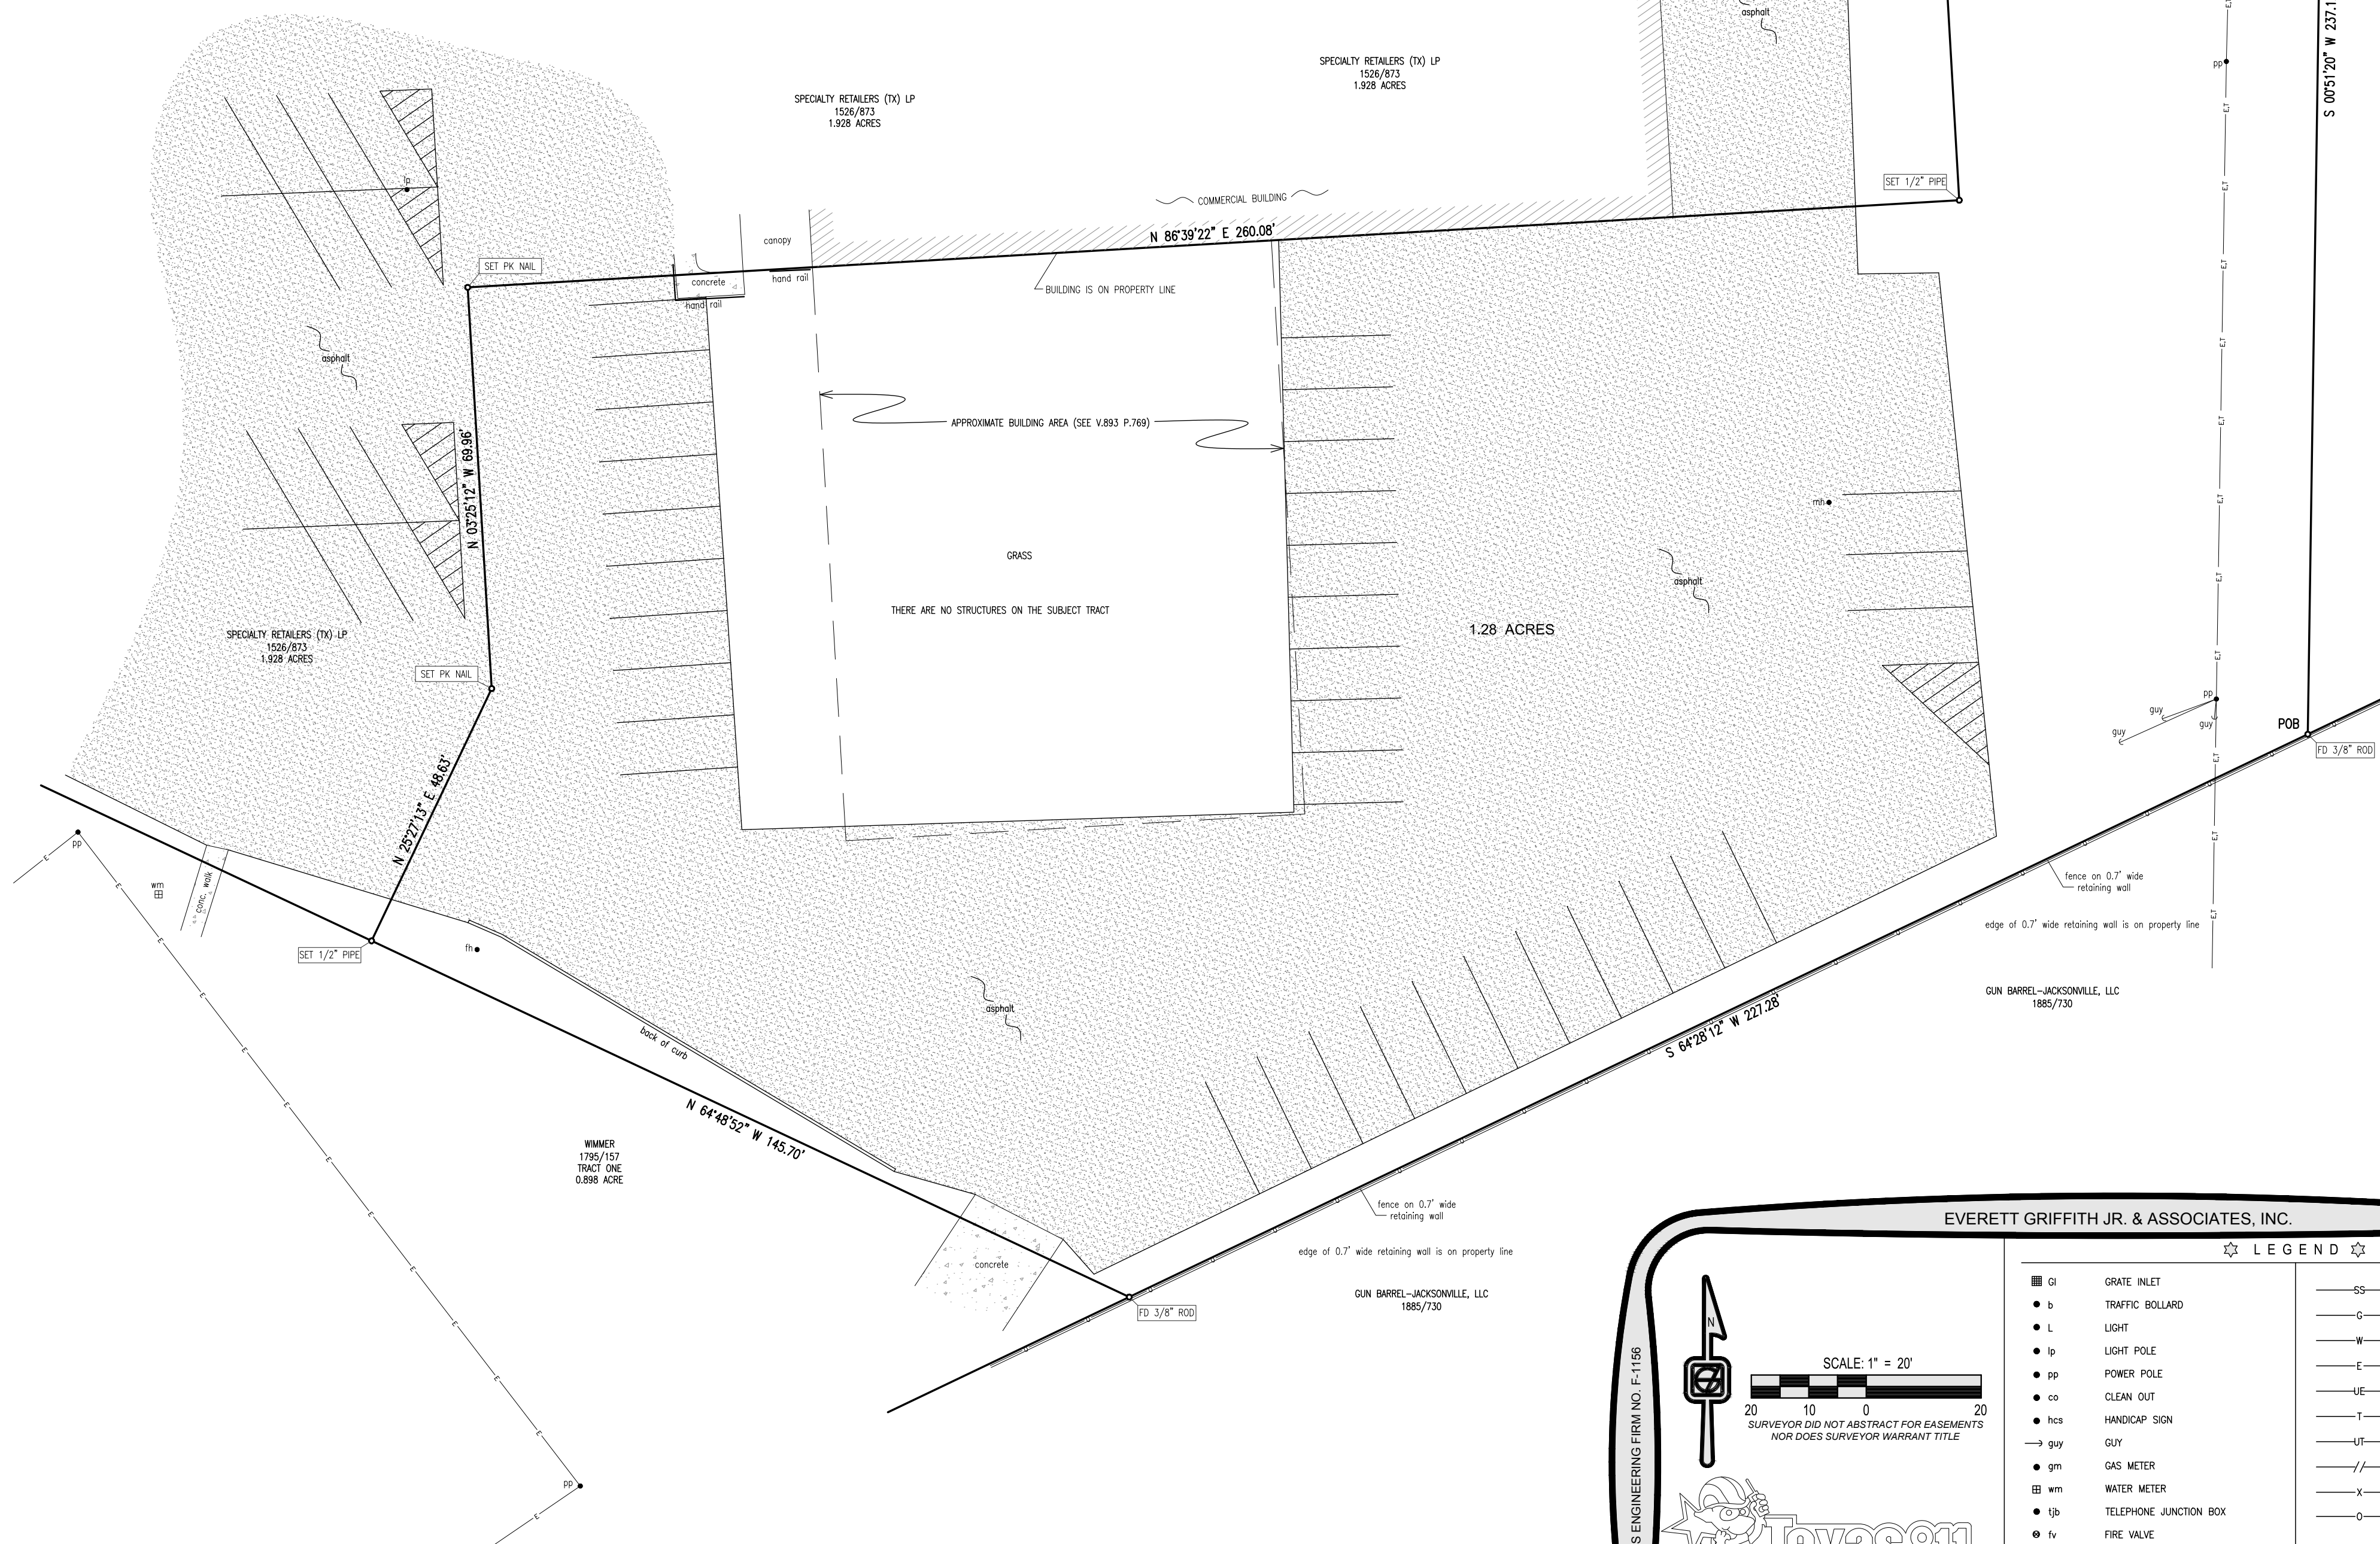 asphalt
SPECIALTY RETAILERS (TX) LP
1526/873
1.928 ACRES
SPECIALTY RETAILERS (TX) LP
1526/873
1.928 ACRES
E,T
pp
E,T
S 00°51'20" W 237.1
lp
SET 1/2" PIPE
E,T
COMMERCIAL BUILDING
N 86°39'22" E 260.08'
canopy
SET PK NAIL
concrete
hand rail
hand rail
BUILDING IS ON PROPERTY LINE
E,T
asphalt
E,T
APPROXIMATE BUILDING AREA (SEE V.893 P.769)
E,T
N 03°25'12" W 69.96'
mh
E,T
GRASS
asphalt
E,T
THERE ARE NO STRUCTURES ON THE SUBJECT TRACT
1.28 ACRES
SPECIALTY RETAILERS (TX) LP
1526/873
1.928 ACRES
SET PK NAIL
E,T
pp
guy
guy
guy
POB
FD 3/8" ROD
E,T
N 25°27'13" E 48.63'
pp
E
E
wm
conc. walk
E,T
fence on 0.7' wide
retaining wall
E,T
edge of 0.7' wide retaining wall is on property line
E
fh
SET 1/2" PIPE
E
GUN BARREL-JACKSONVILLE, LLC
1885/730
asphalt
back of curb
S 64°28'12" W 227.28'
E
E
N 64°48'52" W 145.70'
WIMMER
1795/157
TRACT ONE
0.898 ACRE
E
E
fence on 0.7' wide
retaining wall
edge of 0.7' wide retaining wall is on property line
concrete
E
GUN BARREL-JACKSONVILLE, LLC
1885/730
FD 3/8" ROD
E
E
E
pp
E
EVERETT GRIFFITH JR. & ASSOCIATES, INC.
S ENGINEERING FIRM NO. F-1156
N
SCALE: 1" = 20'
20 10 0 20
SURVEYOR DID NOT ABSTRACT FOR EASEMENTS
NOR DOES SURVEYOR WARRANT TITLE
Texas811
LEGEND
GI GRATE INLET
b TRAFFIC BOLLARD
L LIGHT
lp LIGHT POLE
pp POWER POLE
co CLEAN OUT
hcs HANDICAP SIGN
guy GUY
gm GAS METER
wm WATER METER
tjb TELEPHONE JUNCTION BOX
fv FIRE VALVE
SS
G
W
E
UE
T
UT
//
X
O